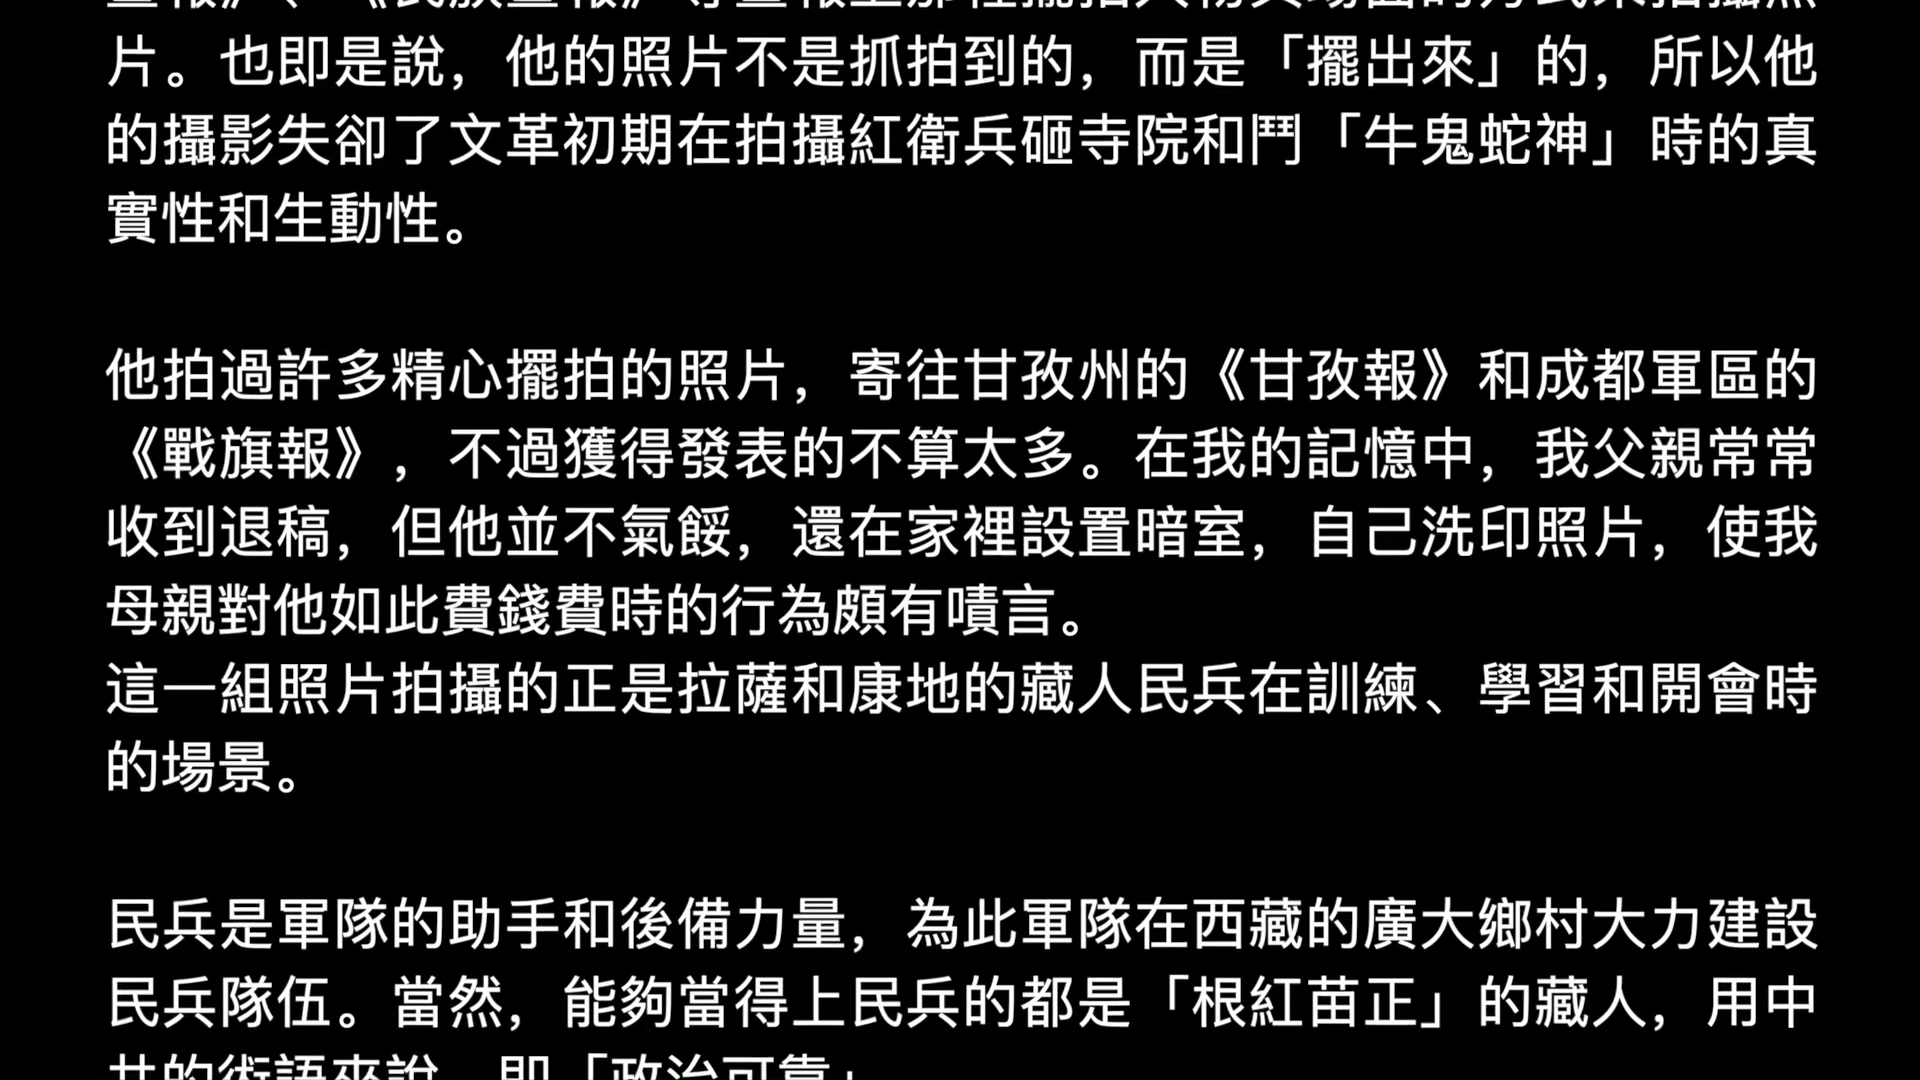 片。也即是說，他的照片不是抓拍到的，而是「擺出來」的，所以他
的攝影失卻了文革初期在拍攝紅衛兵砸寺院和鬥「牛鬼蛇神」時的真
實性和生動性。
他拍過許多精心擺拍的照片，寄往甘孜州的《甘孜報》和成都軍區的
《戰旗報》，不過獲得發表的不算太多。在我的記憶中，我父親常常
收到退稿，但他並不氣餒，還在家裡設置暗室，自己洗印照片，使我
母親對他如此費錢費時的行為頗有嘖言。
這一組照片拍攝的正是拉薩和康地的藏人民兵在訓練、學習和開會時
的場景。
民兵是軍隊的助手和後備力量，為此軍隊在西藏的廣大鄉村大力建設
民兵隊伍。當然，能夠當得上民兵的都是「根紅苗正」的藏人，用中
共的術語來說，即「政治可靠」